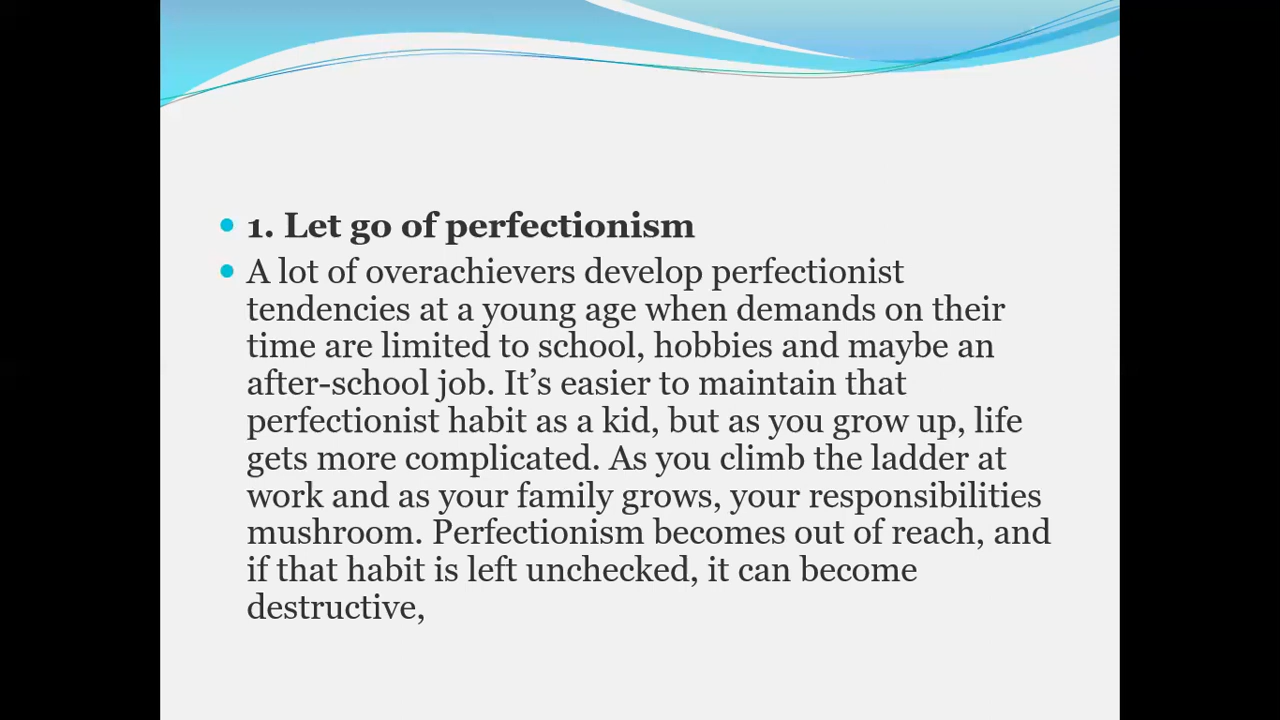 1. Let go of perfectionism
A lot of overachievers develop perfectionist
tendencies at a young age when demands on their
time are limited to school, hobbies and maybe an
after-school job. It’s easier to maintain that
perfectionist habit as a kid, but as you grow up, life
gets more complicated. As you climb the ladder at
work and as your family grows, your responsibilities
mushroom. Perfectionism becomes out of reach, and
if that habit is left unchecked, it can become
destructive,